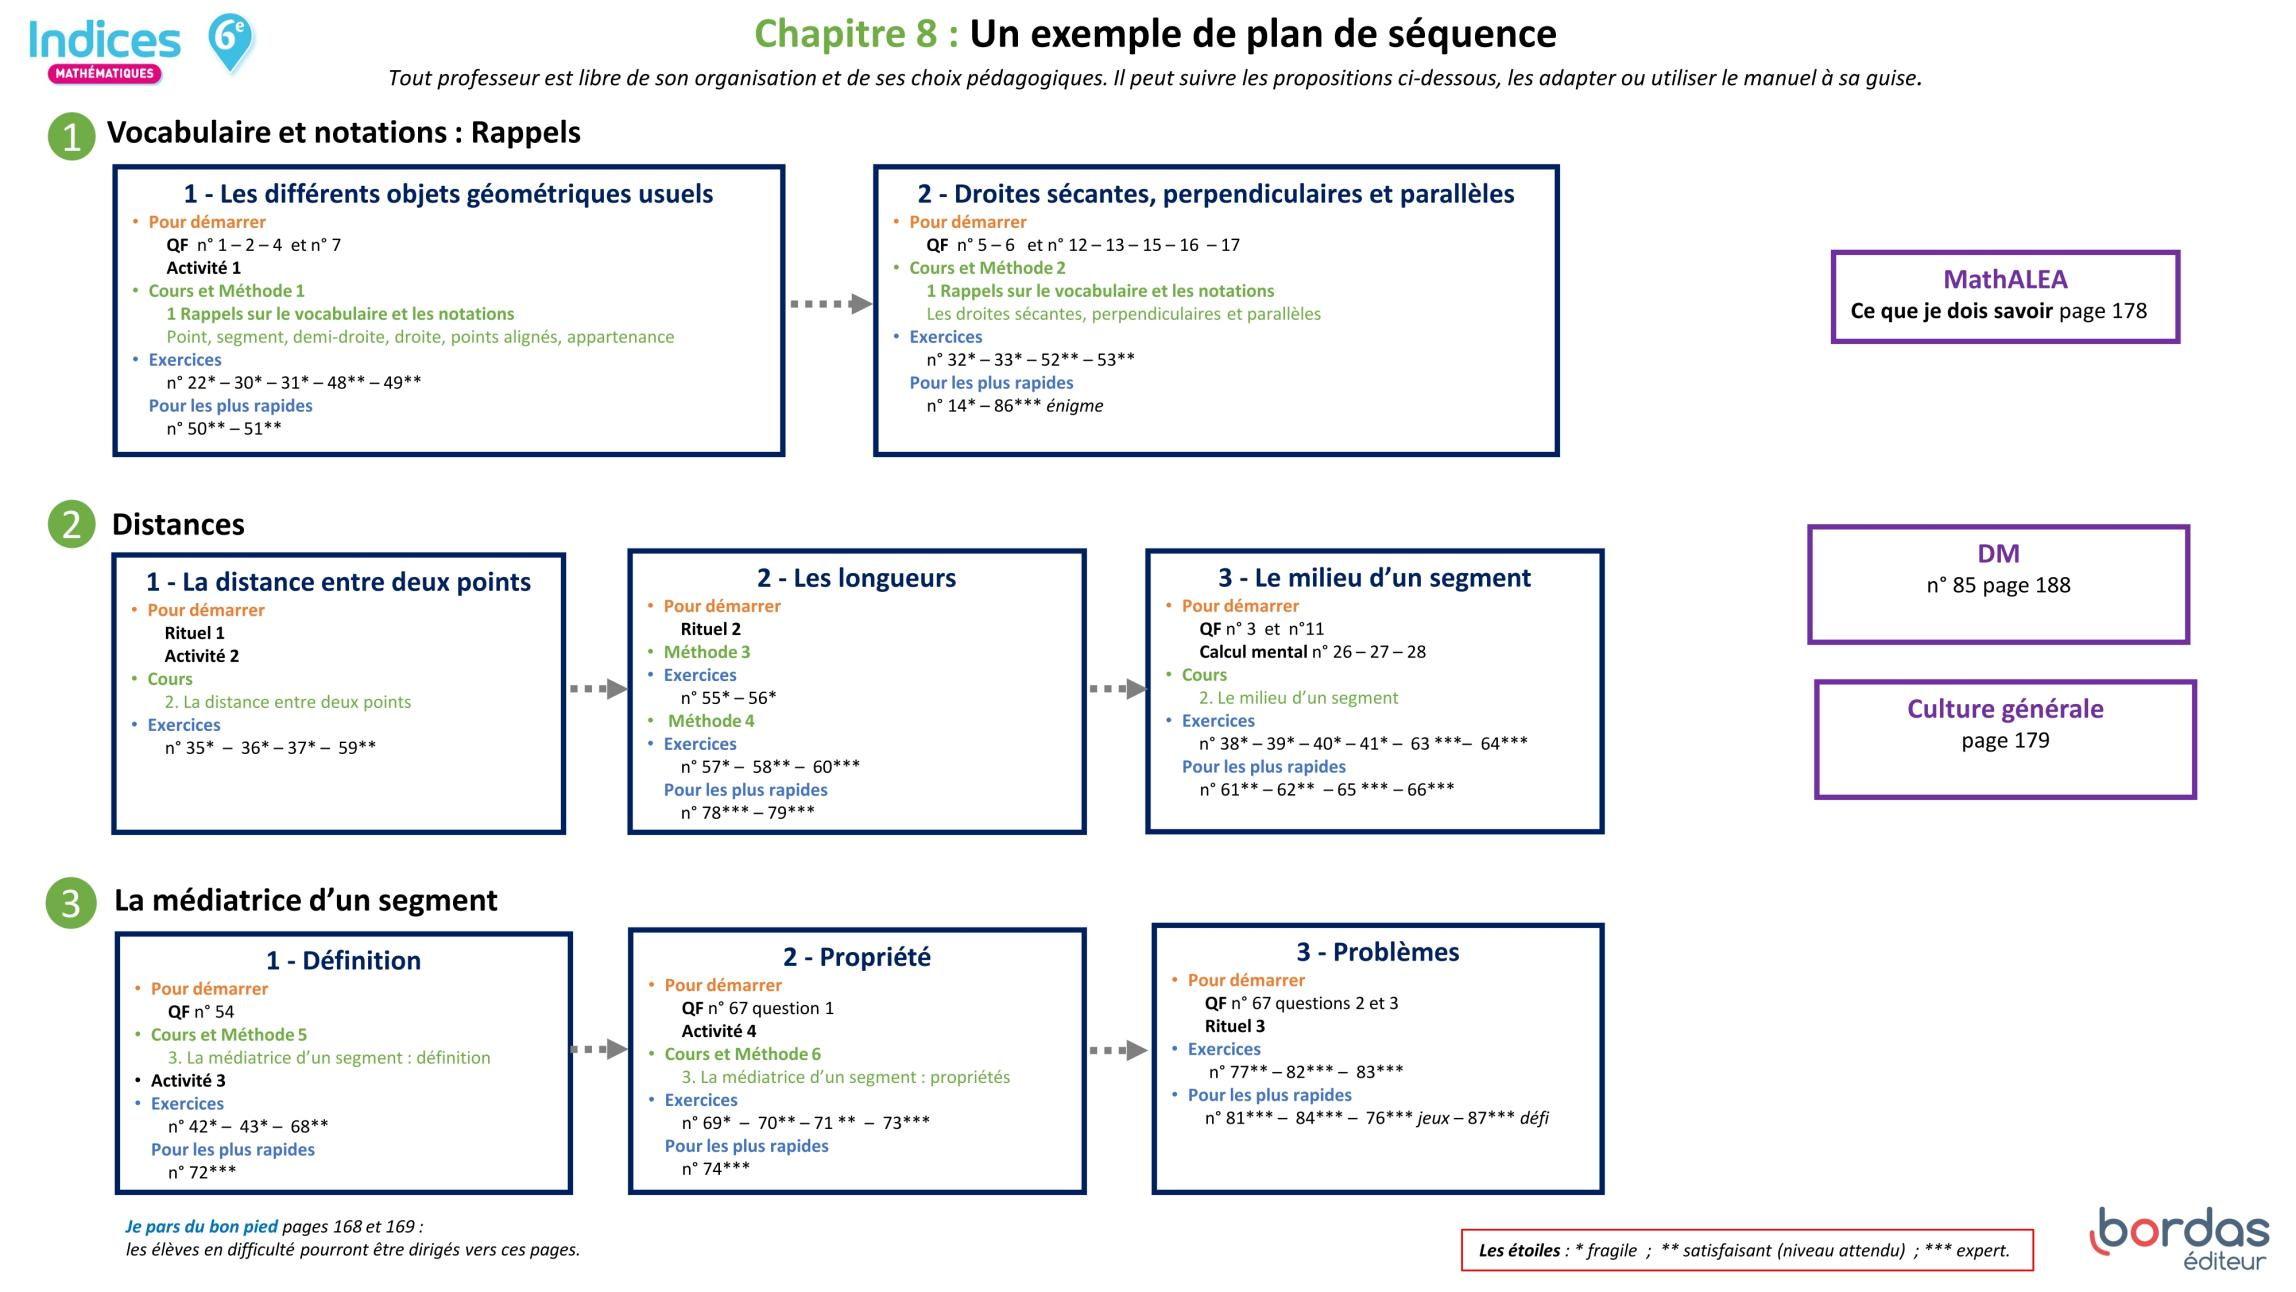 Indices
MATHÉMATIQUES
6e
Chapitre 8 : Un exemple de plan de séquence
Tout professeur est libre de son organisation et de ses choix pédagogiques. Il peut suivre les propositions ci-dessous, les adapter ou utiliser le manuel à sa guise.
1 Vocabulaire et notations : Rappels
1 - Les différents objets géométriques usuels
• Pour démarrer
QF n° 1 – 2 – 4 et n° 7
Activité 1
• Cours et Méthode 1
1 Rappels sur le vocabulaire et les notations
Point, segment, demi-droite, droite, points alignés, appartenance
• Exercices
n° 22* – 30* – 31* – 48** – 49**
Pour les plus rapides
n° 50** – 51**
2 - Droites sécantes, perpendiculaires et parallèles
• Pour démarrer
QF n° 5 – 6 et n° 12 – 13 – 15 – 16 – 17
• Cours et Méthode 2
1 Rappels sur le vocabulaire et les notations
Les droites sécantes, perpendiculaires et parallèles
• Exercices
n° 32* – 33* – 52** – 53**
Pour les plus rapides
n° 14* – 86*** énigme
MathALEA
Ce que je dois savoir page 178
2 Distances
1 - La distance entre deux points
• Pour démarrer
Rituel 1
Activité 2
• Cours
2. La distance entre deux points
• Exercices
n° 35* – 36* – 37* – 59**
2 - Les longueurs
• Pour démarrer
Rituel 2
• Méthode 3
• Exercices
n° 55* – 56*
• Méthode 4
• Exercices
n° 57* – 58** – 60***
Pour les plus rapides
n° 78*** – 79***
3 - Le milieu d’un segment
• Pour démarrer
QF n° 3 et n°11
Calcul mental n° 26 – 27 – 28
• Cours
2. Le milieu d’un segment
• Exercices
n° 38* – 39* – 40* – 41* – 63 ***– 64***
Pour les plus rapides
n° 61** – 62** – 65 *** – 66***
DM
n° 85 page 188
Culture générale
page 179
3 La médiatrice d’un segment
1 - Définition
• Pour démarrer
QF n° 54
• Cours et Méthode 5
3. La médiatrice d’un segment : définition
• Activité 3
• Exercices
n° 42* – 43* – 68**
Pour les plus rapides
n° 72***
2 - Propriété
• Pour démarrer
QF n° 67 question 1
Activité 4
• Cours et Méthode 6
3. La médiatrice d’un segment : propriétés
• Exercices
n° 69* – 70** – 71 ** – 73***
Pour les plus rapides
n° 74***
3 - Problèmes
• Pour démarrer
QF n° 67 questions 2 et 3
Rituel 3
• Exercices
n° 77** – 82*** – 83***
• Pour les plus rapides
n° 81*** – 84*** – 76*** jeux – 87*** défi
Je pars du bon pied pages 168 et 169 :
les élèves en difficulté pourront être dirigés vers ces pages.
Les étoiles : * fragile ; ** satisfaisant (niveau attendu) ; *** expert.
bordas
éditeur